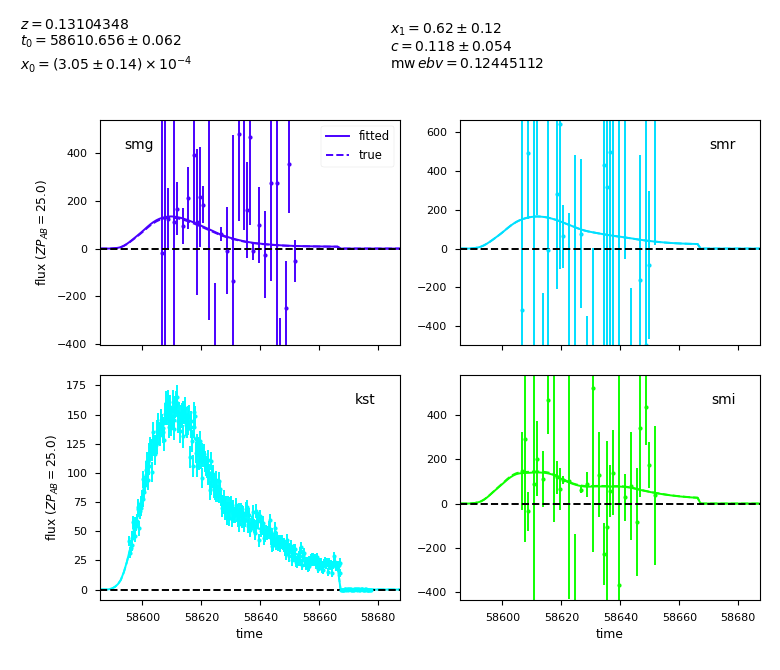 z = 0.13104348
t₀ = 58610.656 ± 0.062
x₀ = (3.05 ± 0.14) × 10⁻⁴
x₁ = 0.62 ± 0.12
c = 0.118 ± 0.054
mwebv = 0.12445112
smg
fitted
true
400
200
0
−200
−400
flux (ZP_AB = 25.0)
smr
600
400
200
0
−200
−400
kst
175
150
125
100
75
50
25
0
flux (ZP_AB = 25.0)
58600 58620 58640 58660 58680
time
smi
400
200
0
−200
−400
58600 58620 58640 58660 58680
time